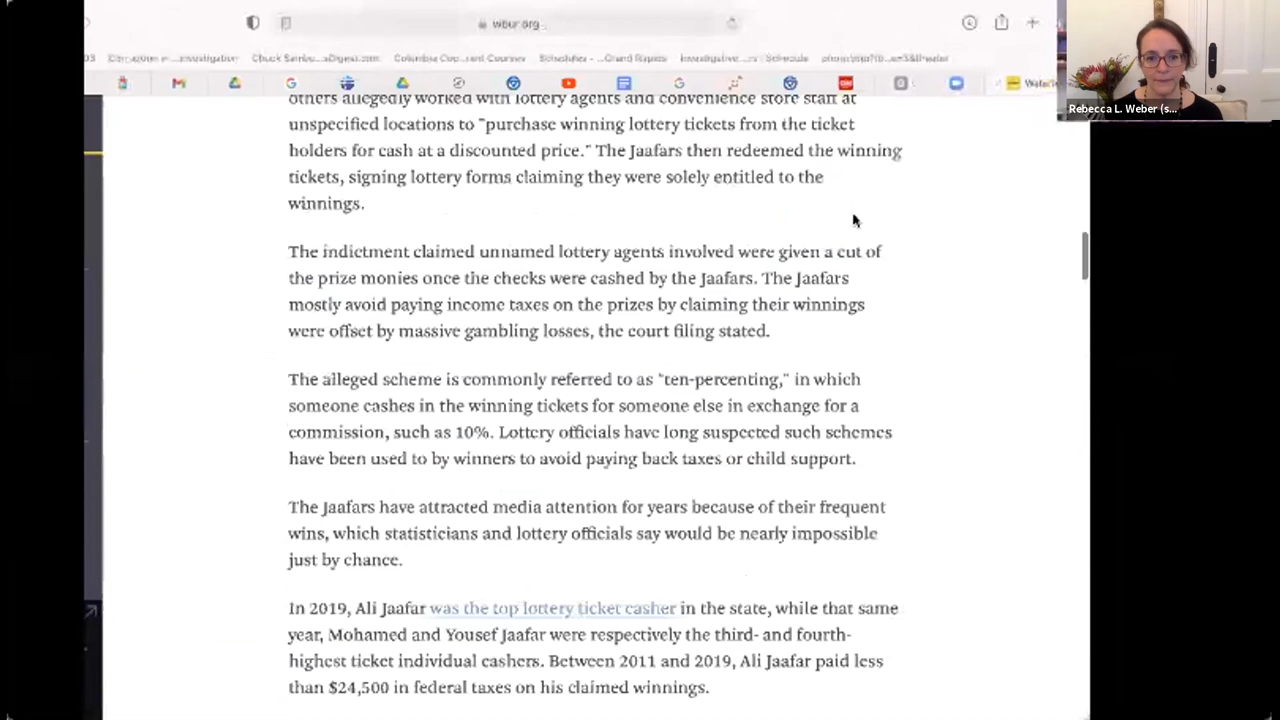 wbur.org
Chuck Sambu...aDigest.com
Schedules - ...Grand Rapids
Schedule
Wate
others allegedly worked with lottery agents and convenience store staff at
unspecified locations to "purchase winning lottery tickets from the ticket
holders for cash at a discounted price." The Jaafars then redeemed the winning
tickets, signing lottery forms claiming they were solely entitled to the
winnings.
The indictment claimed unnamed lottery agents involved were given a cut of
the prize monies once the checks were cashed by the Jaafars. The Jaafars
mostly avoid paying income taxes on the prizes by claiming their winnings
were offset by massive gambling losses, the court filing stated.
The alleged scheme is commonly referred to as "ten-percenting," in which
someone cashes in the winning tickets for someone else in exchange for a
commission, such as 10%. Lottery officials have long suspected such schemes
have been used to by winners to avoid paying back taxes or child support.
The Jaafars have attracted media attention for years because of their frequent
wins, which statisticians and lottery officials say would be nearly impossible
just by chance.
In 2019, Ali Jaafar was the top lottery ticket casher in the state, while that same
year, Mohamed and Yousef Jaafar were respectively the third- and fourth-
highest ticket individual cashers. Between 2011 and 2019, Ali Jaafar paid less
than $24,500 in federal taxes on his claimed winnings.
Rebecca L. Weber (s...